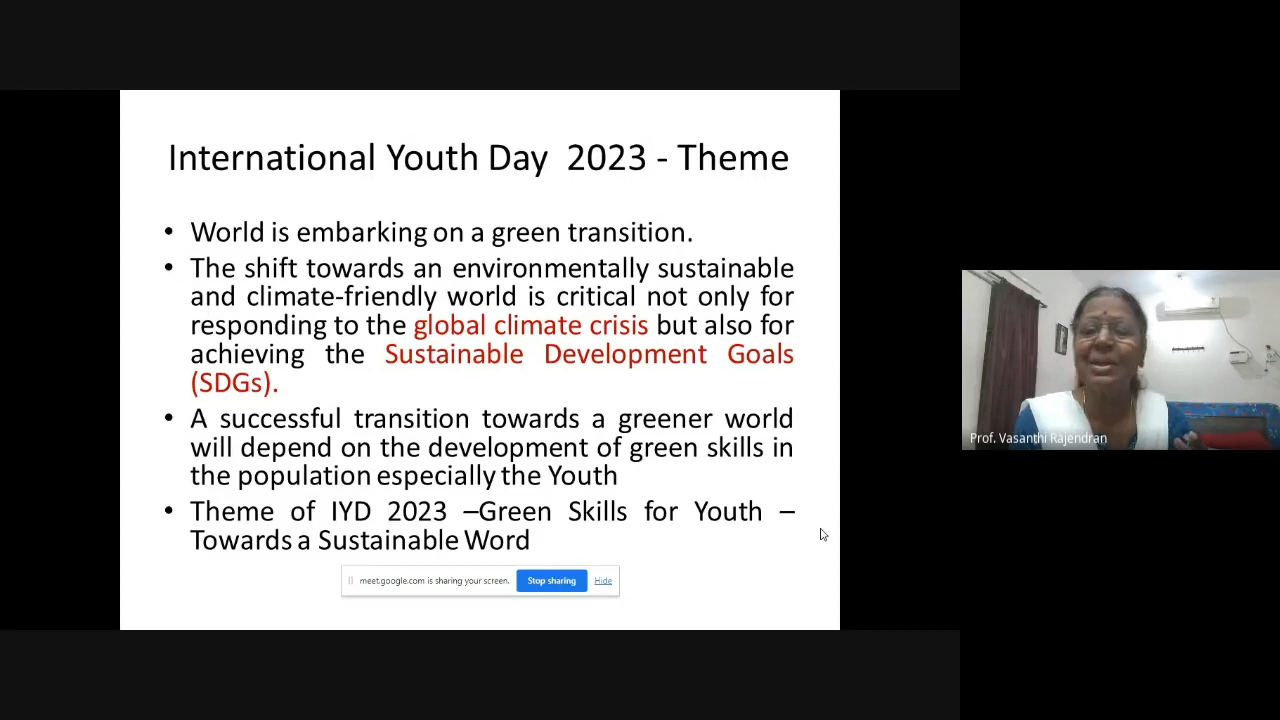 International Youth Day 2023 - Theme
• World is embarking on a green transition.
• The shift towards an environmentally sustainable
and climate-friendly world is critical not only for
responding to the global climate crisis but also for
achieving the Sustainable Development Goals
(SDGs).
• A successful transition towards a greener world
will depend on the development of green skills in
the population especially the Youth
• Theme of IYD 2023 –Green Skills for Youth –
Towards a Sustainable Word
meet.google.com is sharing your screen. Stop sharing Hide
Prof. Vasanthi Rajendran